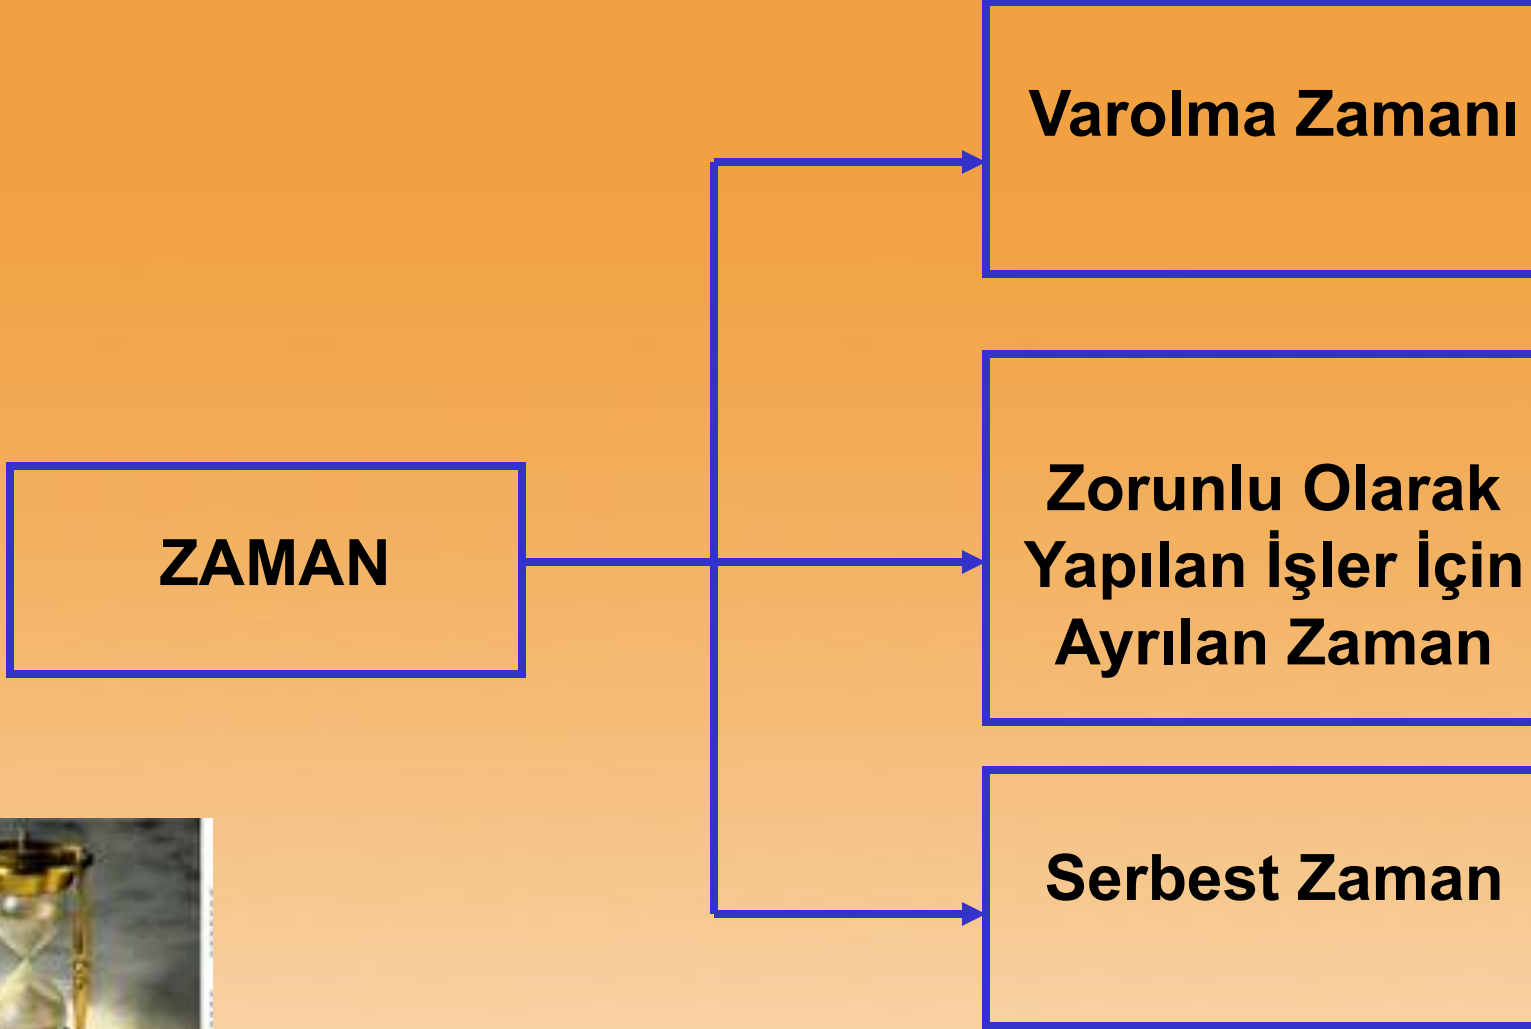 Varolma Zamanı
ZAMAN
Zorunlu Olarak
Yapılan İşler İçin
Ayrılan Zaman
Serbest Zaman